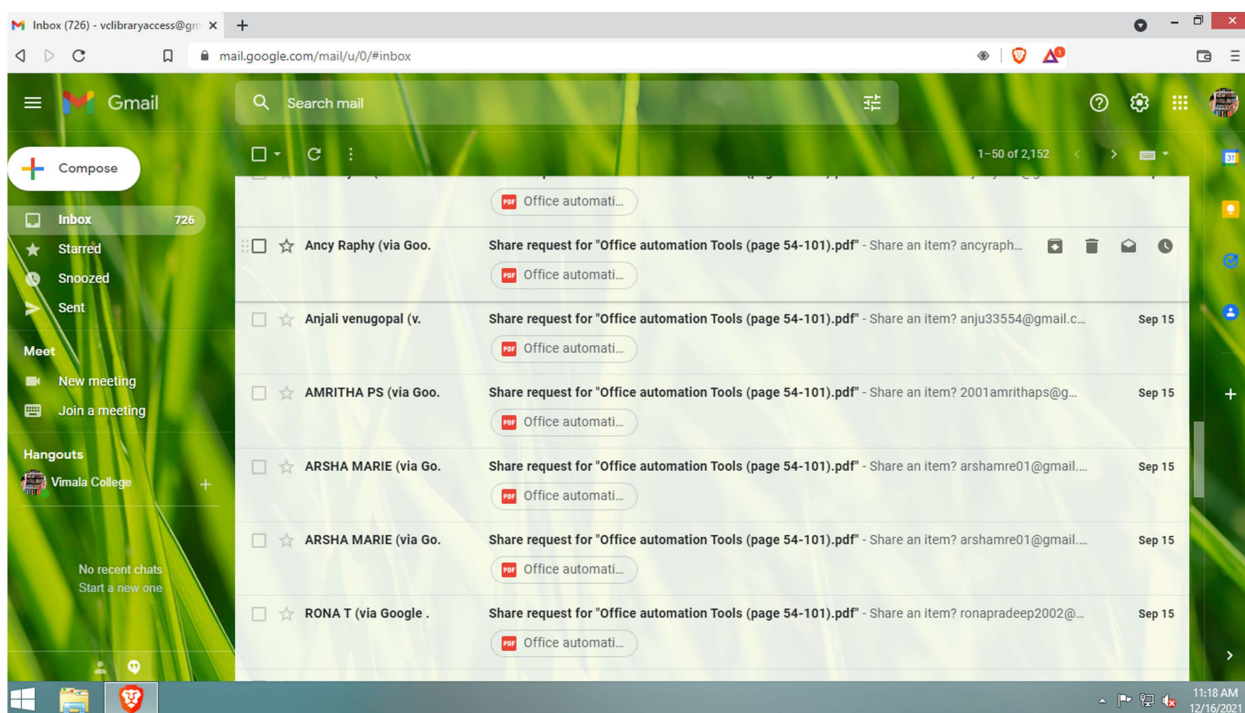 Inbox (726) - vclibraryaccess@gm
mail.google.com/mail/u/0/#inbox
1
Gmail
Search mail
Compose
1–50 of 2,152
31
PDF Office automati...
Inbox 726
Ancy Raphy (via Goo. Share request for "Office automation Tools (page 54-101).pdf" - Share an item? ancyraph...
PDF Office automati...
Starred
Snoozed
Sent
Anjali venugopal (v. Share request for "Office automation Tools (page 54-101).pdf" - Share an item? anju33554@gmail.c... Sep 15
PDF Office automati...
Meet
New meeting
Join a meeting
AMRITHA PS (via Goo. Share request for "Office automation Tools (page 54-101).pdf" - Share an item? 2001amrithaps@g... Sep 15
PDF Office automati...
Hangouts
Vimala College
ARSHA MARIE (via Go. Share request for "Office automation Tools (page 54-101).pdf" - Share an item? arshamre01@gmail.... Sep 15
PDF Office automati...
ARSHA MARIE (via Go. Share request for "Office automation Tools (page 54-101).pdf" - Share an item? arshamre01@gmail.... Sep 15
PDF Office automati...
No recent chats
Start a new one
RONA T (via Google . Share request for "Office automation Tools (page 54-101).pdf" - Share an item? ronapradeep2002@... Sep 15
PDF Office automati...
11:18 AM
12/16/2021